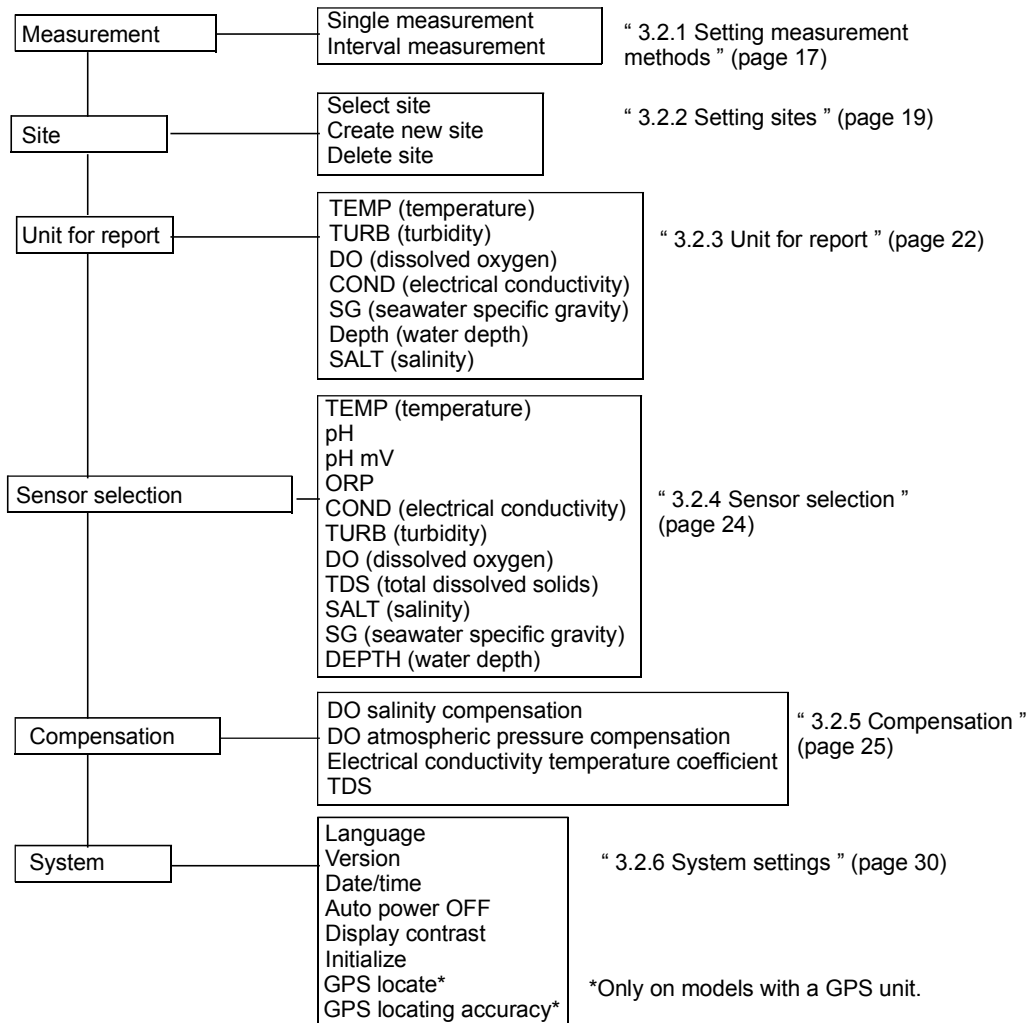 Measurement
Single measurement
Interval measurement
“ 3.2.1 Setting measurement
methods ” (page 17)
Site
Select site
Create new site
Delete site
“ 3.2.2 Setting sites ” (page 19)
Unit for report
TEMP (temperature)
TURB (turbidity)
DO (dissolved oxygen)
COND (electrical conductivity)
SG (seawater specific gravity)
Depth (water depth)
SALT (salinity)
“ 3.2.3 Unit for report ” (page 22)
Sensor selection
TEMP (temperature)
pH
pH mV
ORP
COND (electrical conductivity)
TURB (turbidity)
DO (dissolved oxygen)
TDS (total dissolved solids)
SALT (salinity)
SG (seawater specific gravity)
DEPTH (water depth)
“ 3.2.4 Sensor selection ”
(page 24)
Compensation
DO salinity compensation
DO atmospheric pressure compensation
Electrical conductivity temperature coefficient
TDS
“ 3.2.5 Compensation ”
(page 25)
System
Language
Version
Date/time
Auto power OFF
Display contrast
Initialize
GPS locate*
GPS locating accuracy*
“ 3.2.6 System settings ” (page 30)
*Only on models with a GPS unit.